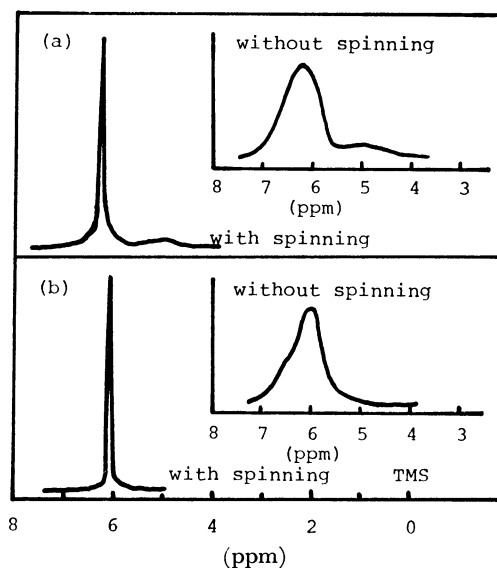 (a)
without spinning
8 7 6 5 4 3
(ppm)
with spinning
(b)
without spinning
8 7 6 5 4 3
(ppm)
with spinning TMS
8 6 4 2 0
(ppm)